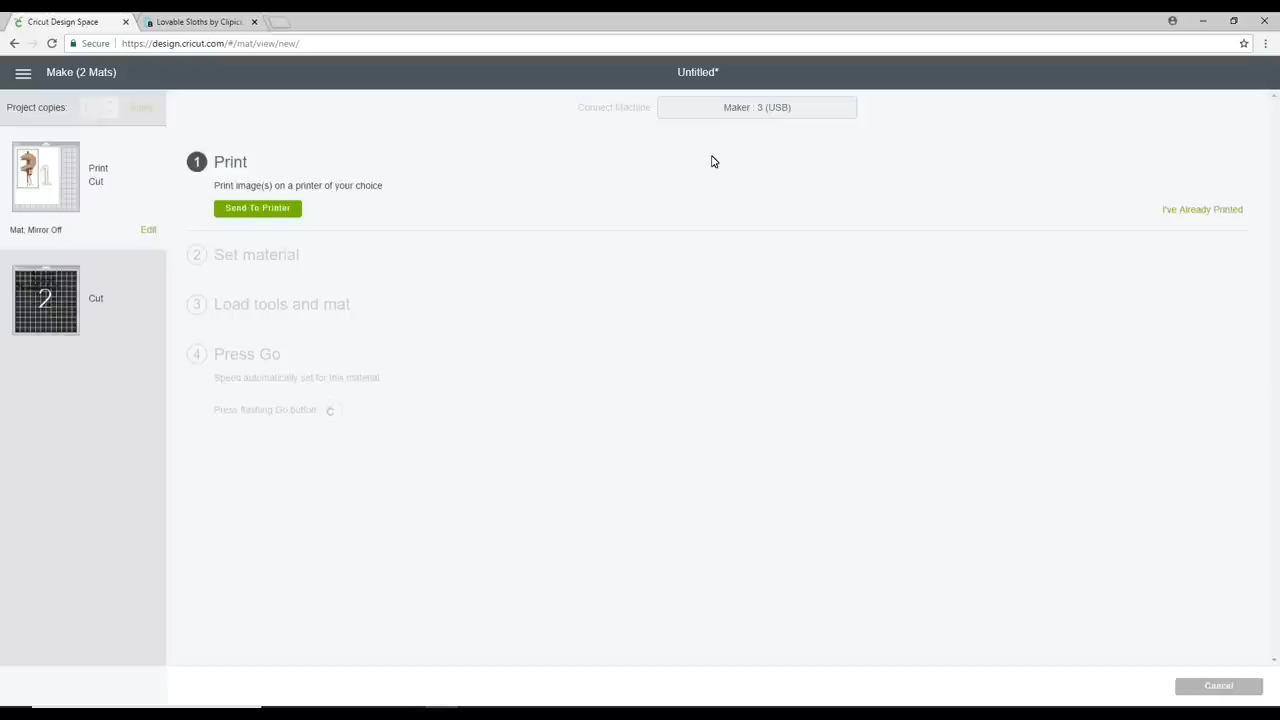 Cricut Design Space
Lovable Sloths by Clipic
Secure
https://design.cricut.com/#/mat/view/new/
Make (2 Mats)
Untitled*
Project copies:
Connect Machine
Maker : 3 (USB)
1
Print
Cut
Mat, Mirror Off
Edit
2
Cut
1 Print
Print image(s) on a printer of your choice
Send To Printer
I've Already Printed
2 Set material
3 Load tools and mat
4 Press Go
Speed automatically set for this material
Press flashing Go button
Cancel